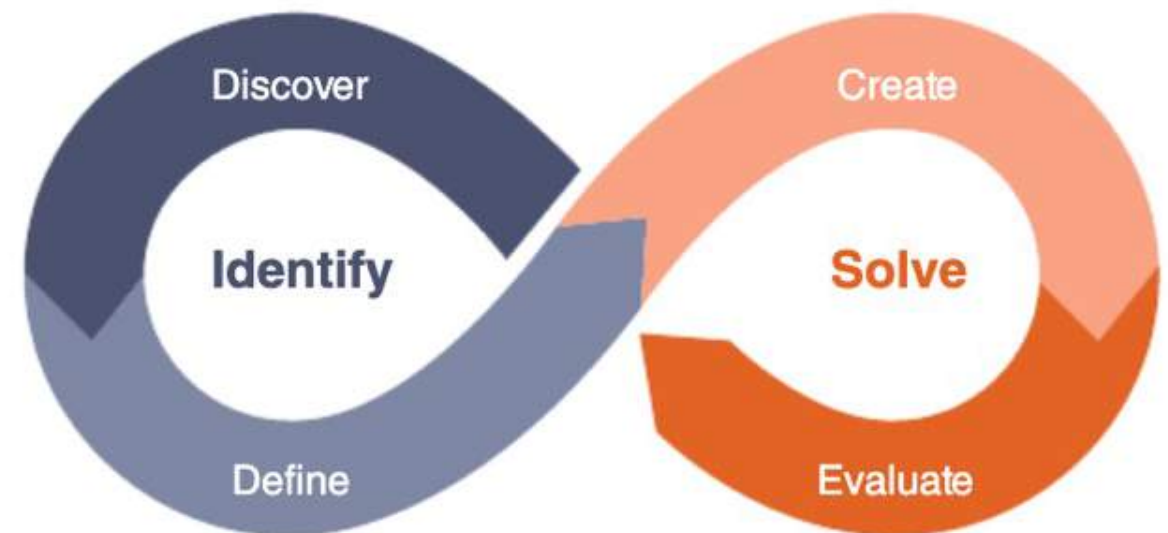 Discover
Create
Identify
Solve
Define
Evaluate